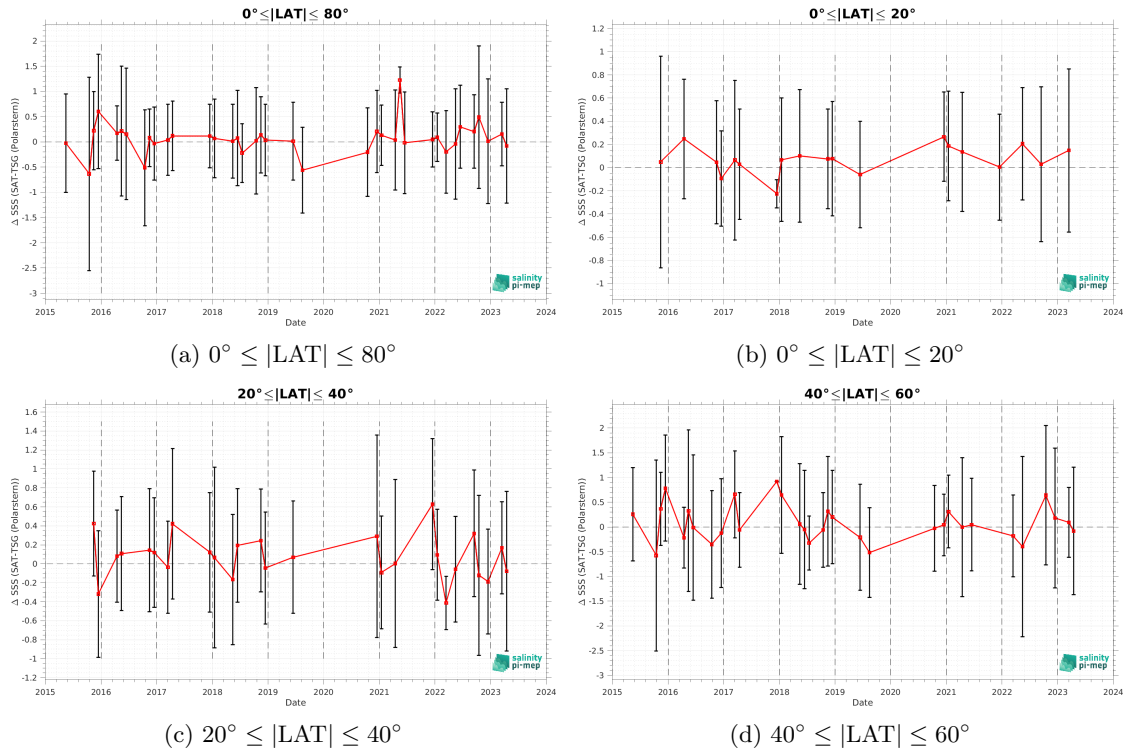 0°≤|LAT|≤ 80°
Δ SSS (SAT-TSG (Polarstern))
2
1.5
1
0.5
0
-0.5
-1
-1.5
-2
-2.5
-3
2015 2016 2017 2018 2019 2020 2021 2022 2023 2024
Date
salinity
pi-mep
(a) 0° ≤ |LAT| ≤ 80°
0°≤|LAT|≤ 20°
Δ SSS (SAT-TSG (Polarstern))
1.2
1
0.8
0.6
0.4
0.2
0
-0.2
-0.4
-0.6
-0.8
-1
2015 2016 2017 2018 2019 2020 2021 2022 2023 2024
Date
salinity
pi-mep
(b) 0° ≤ |LAT| ≤ 20°
20°≤|LAT|≤ 40°
Δ SSS (SAT-TSG (Polarstern))
1.6
1.4
1.2
1
0.8
0.6
0.4
0.2
0
-0.2
-0.4
-0.6
-0.8
-1
-1.2
2015 2016 2017 2018 2019 2020 2021 2022 2023 2024
Date
salinity
pi-mep
(c) 20° ≤ |LAT| ≤ 40°
40°≤|LAT|≤ 60°
Δ SSS (SAT-TSG (Polarstern))
2
1.5
1
0.5
0
-0.5
-1
-1.5
-2
-2.5
-3
2015 2016 2017 2018 2019 2020 2021 2022 2023 2024
Date
salinity
pi-mep
(d) 40° ≤ |LAT| ≤ 60°